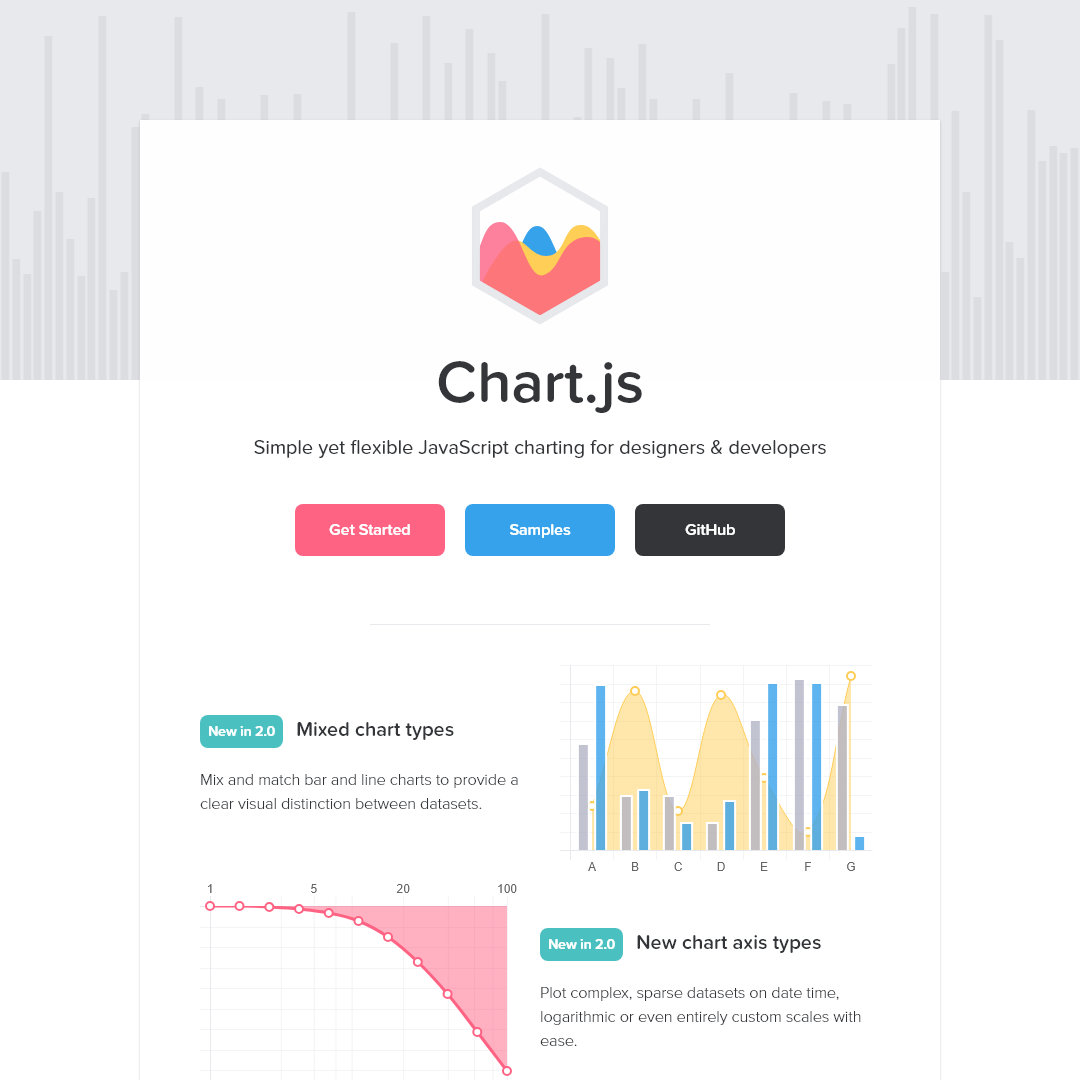 Chart.js
Simple yet flexible JavaScript charting for designers & developers
Get Started
Samples
GitHub
New in 2.0
Mixed chart types
Mix and match bar and line charts to provide a
clear visual distinction between datasets.
A B C D E F G
1 5 20 100
New in 2.0
New chart axis types
Plot complex, sparse datasets on date time,
logarithmic or even entirely custom scales with
ease.